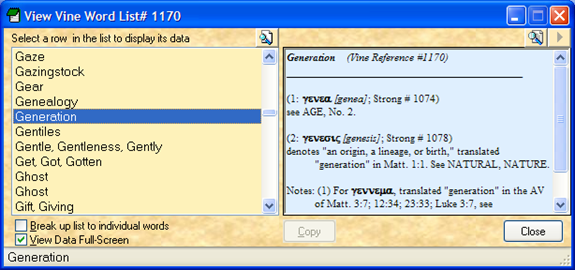 View Vine Word List# 1170
Select a row in the list to display its data
Gaze
Gazingstock
Gear
Genealogy
Generation
Gentiles
Gentle, Gentleness, Gently
Get, Got, Gotten
Ghost
Ghost
Gift, Giving
Break up list to individual words
View Data Full-Screen
Generation (Vine Reference #1170)
(1: γενεα [genea]; Strong # 1074)
see AGE, No. 2.
(2: γενεσις [genesis]; Strong # 1078)
denotes "an origin, a lineage, or birth," translated
"generation" in Matt. 1:1. See NATURAL, NATURE.
Notes: (1) For γεννεμα, translated "generation" in the AV
of Matt. 3:7; 12:34; 23:33; Luke 3:7, see
Copy
Close
Generation